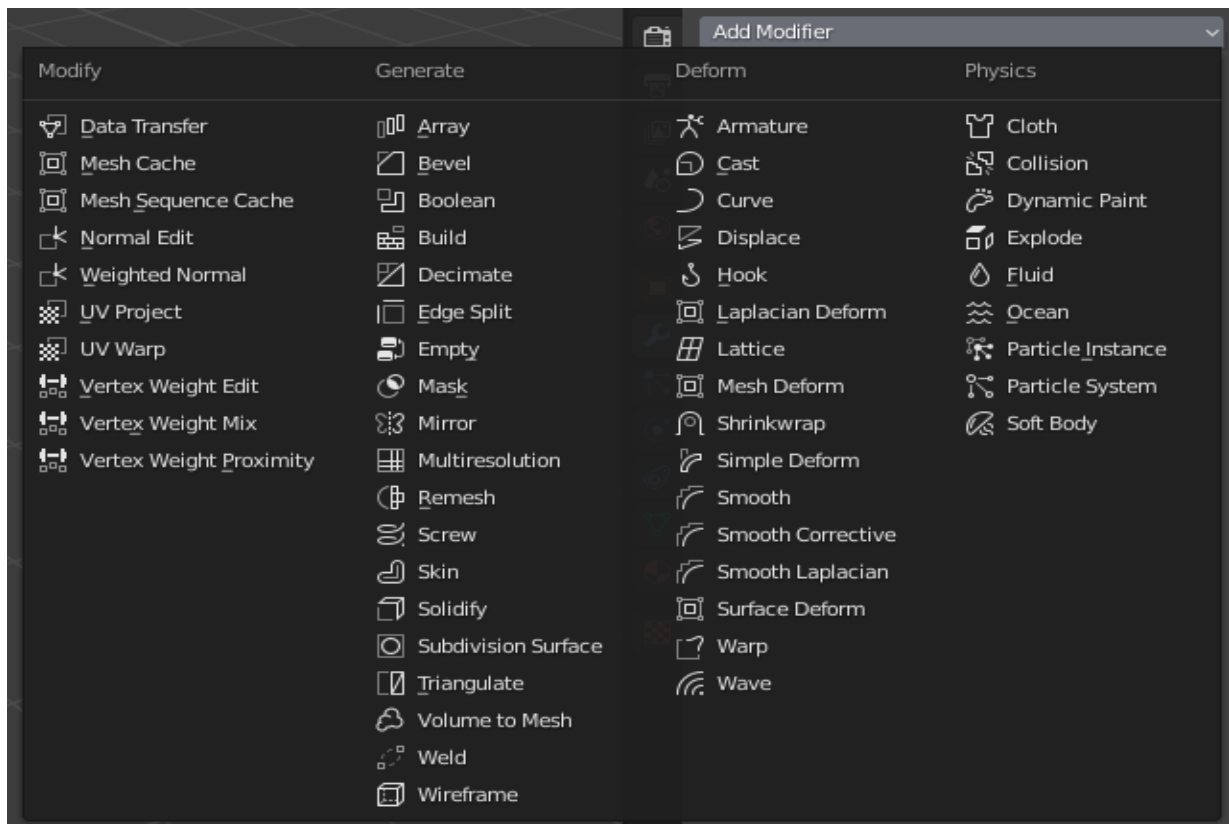 Add Modifier
Modify
Generate
Deform
Physics
Data Transfer
Mesh Cache
Mesh Sequence Cache
Normal Edit
Weighted Normal
UV Project
UV Warp
Vertex Weight Edit
Vertex Weight Mix
Vertex Weight Proximity
Array
Bevel
Boolean
Build
Decimate
Edge Split
Empty
Mask
Mirror
Multiresolution
Remesh
Screw
Skin
Solidify
Subdivision Surface
Triangulate
Volume to Mesh
Weld
Wireframe
Armature
Cast
Curve
Displace
Hook
Laplacian Deform
Lattice
Mesh Deform
Shrinkwrap
Simple Deform
Smooth
Smooth Corrective
Smooth Laplacian
Surface Deform
Warp
Wave
Cloth
Collision
Dynamic Paint
Explode
Fluid
Ocean
Particle Instance
Particle System
Soft Body